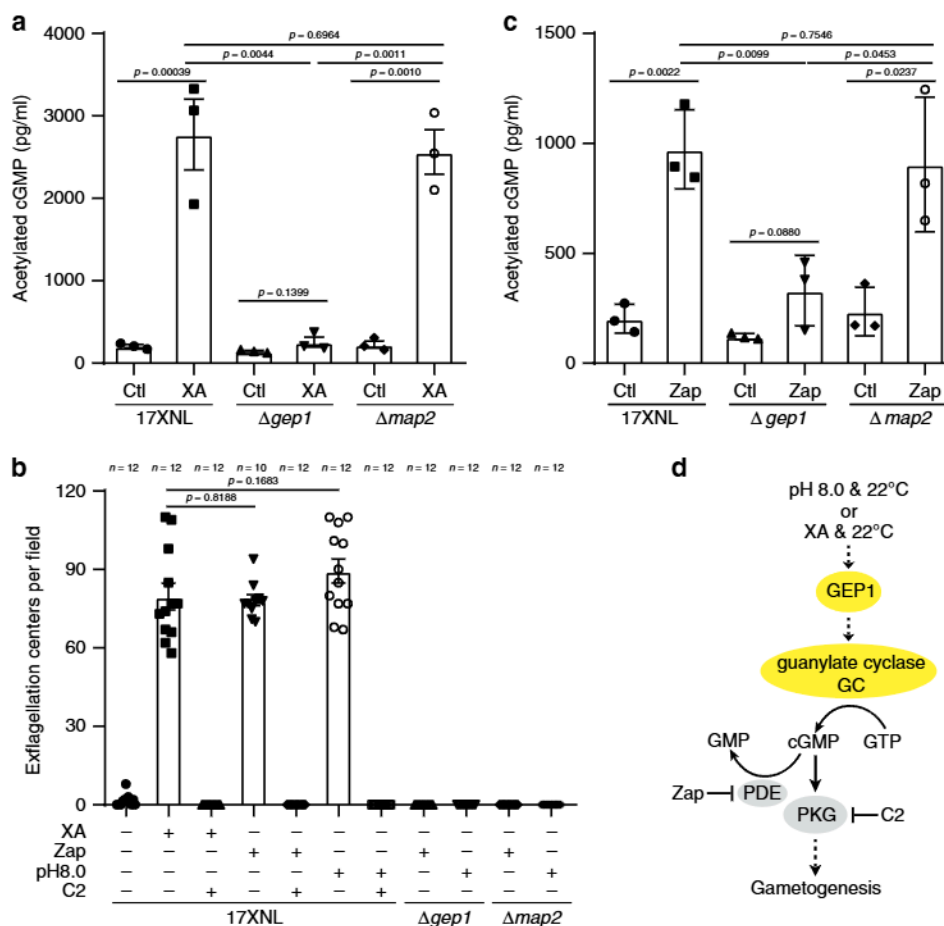 a
4000
3000
2000
1000
0
Acetylated cGMP (pg/ml)
p = 0.6964
p = 0.0044
p = 0.0011
p = 0.00039
p = 0.0010
p = 0.1399
Ctl XA Ctl XA Ctl XA
17XNL Δgep1 Δmap2
c
1500
1000
500
0
Acetylated cGMP (pg/ml)
p = 0.7546
p = 0.0099
p = 0.0453
p = 0.0022
p = 0.0237
p = 0.0880
Ctl Zap Ctl Zap Ctl Zap
17XNL Δgep1 Δmap2
b
n = 12 n = 12 n = 12 n = 10 n = 12 n = 12 n = 12 n = 12 n = 12 n = 12 n = 12
p = 0.1683
p = 0.8188
120
90
60
30
0
Exflagellation centers per field
XA – + + – – – – – – – –
Zap – – – + + – – + – + –
pH8.0 – – – – – + + – + – +
C2 – – + – + – + – – – –
17XNL Δgep1 Δmap2
d
pH 8.0 & 22°C
or
XA & 22°C
GEP1
guanylate cyclase
GC
GMP cGMP GTP
Zap PDE
PKG C2
Gametogenesis